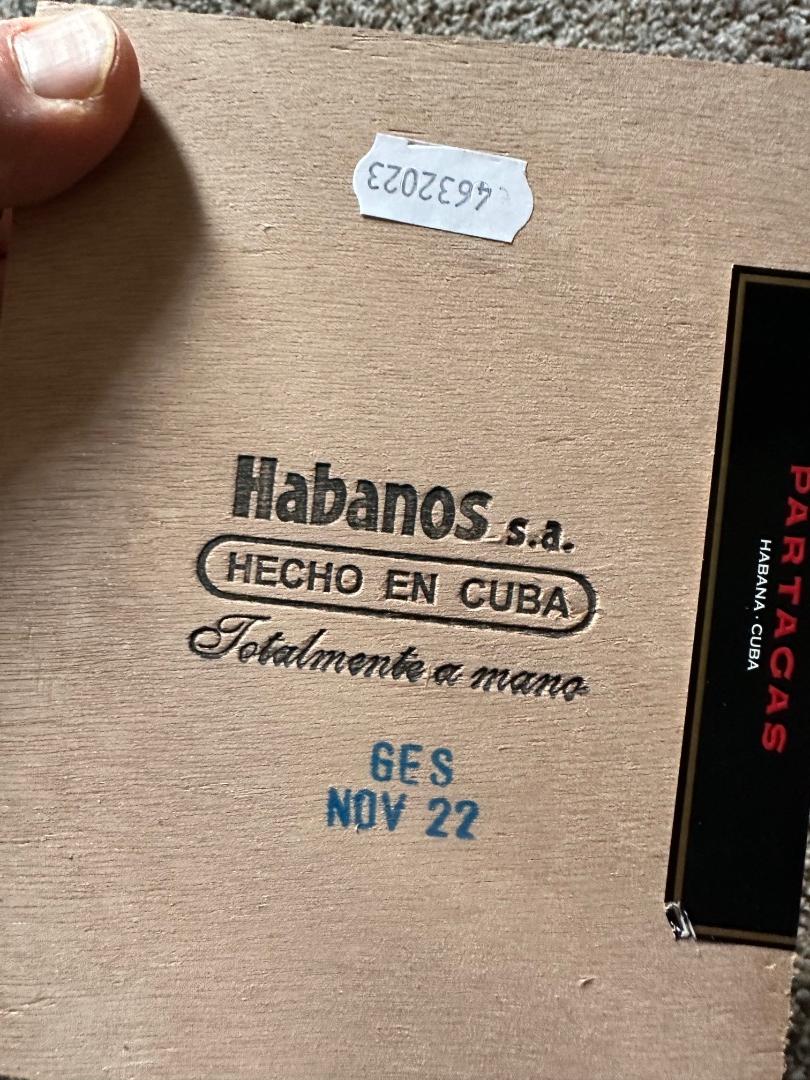 4632023
Habanos s.a.
HECHO EN CUBA
Totalmente a mano
GES
NOV 22
PARTAGAS
HABANA · CUBA